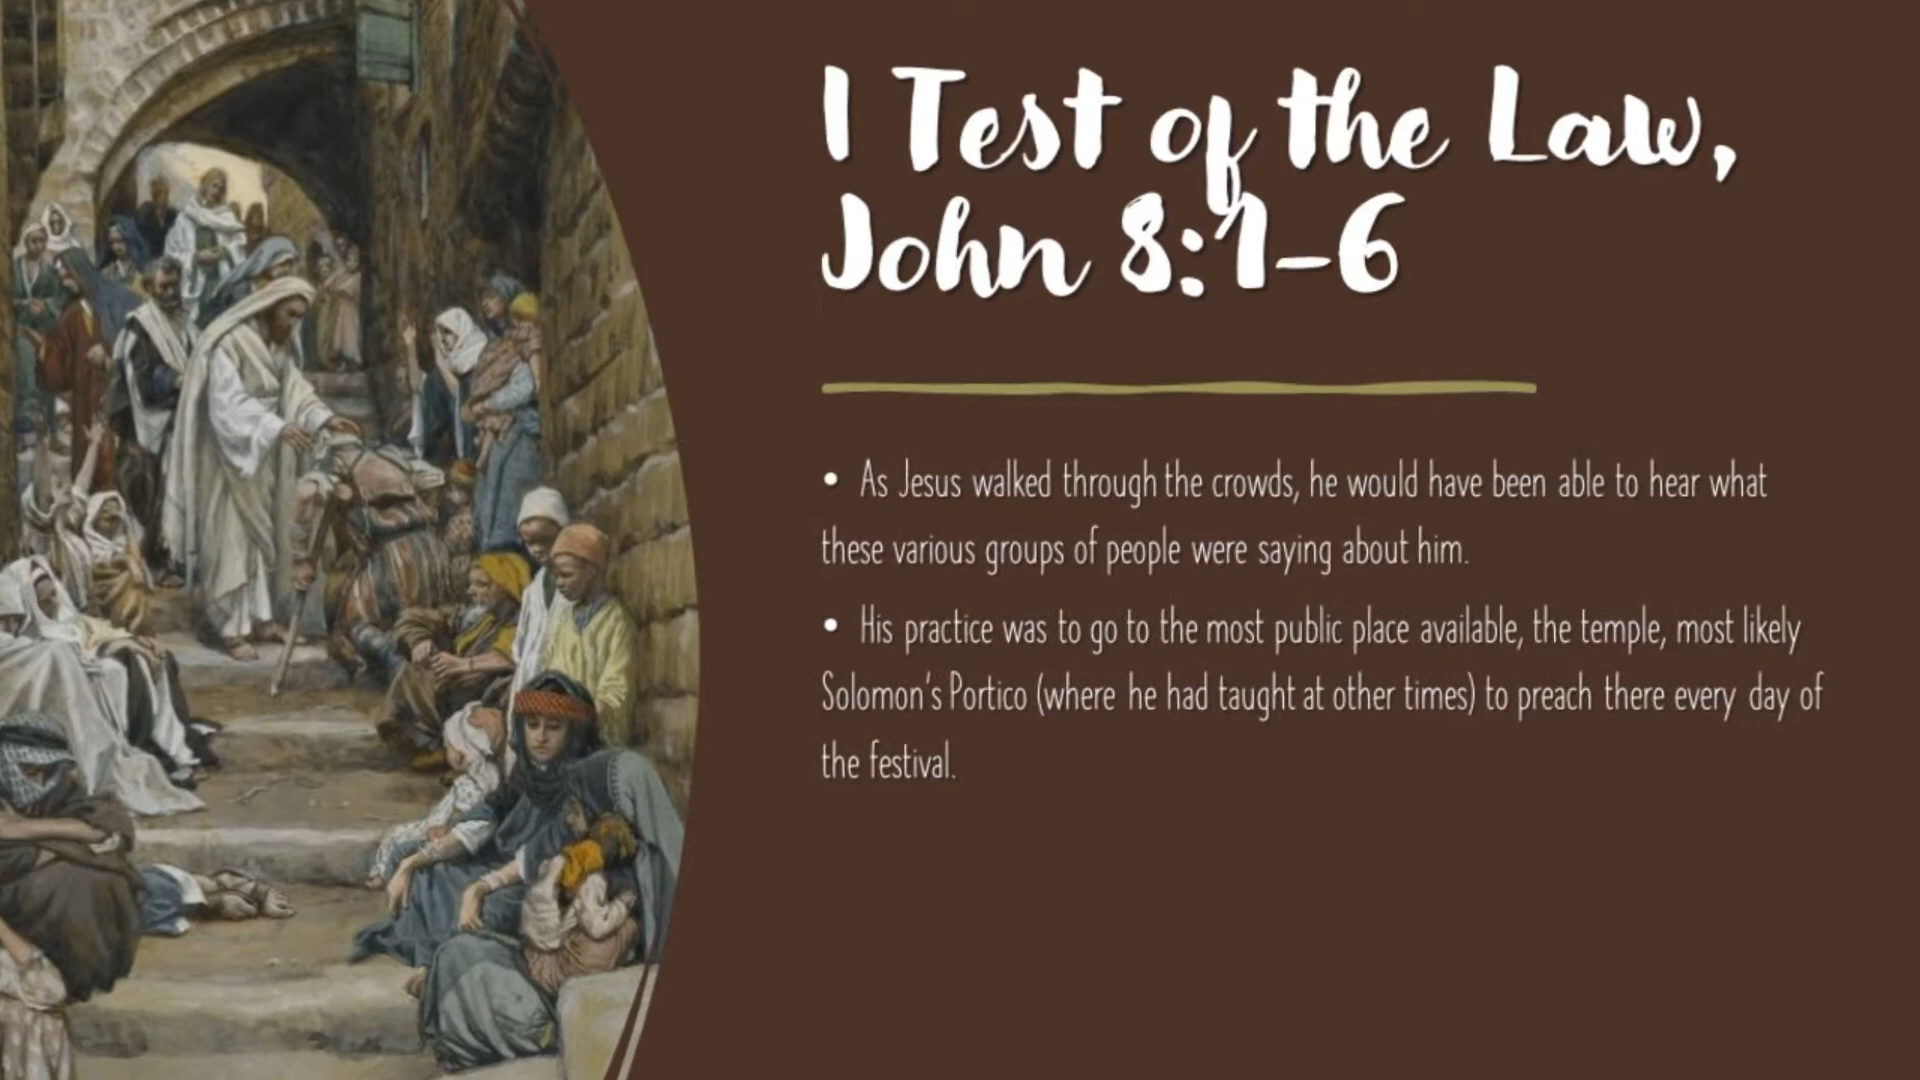 I Test of the Law,
John 8:1-6
• As Jesus walked through the crowds, he would have been able to hear what
these various groups of people were saying about him.
• His practice was to go to the most public place available, the temple, most likely
Solomon's Portico (where he had taught at other times) to preach there every day of
the festival.